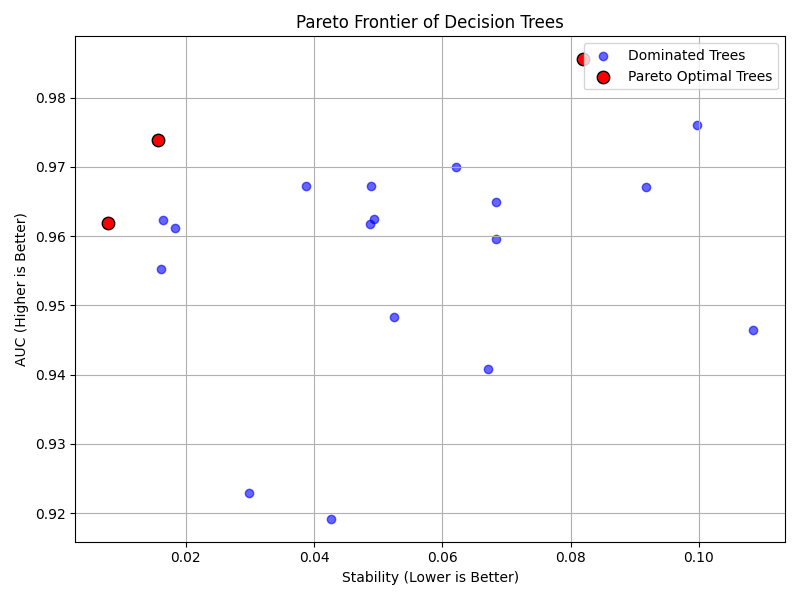 Pareto Frontier of Decision Trees
Dominated Trees
Pareto Optimal Trees
AUC (Higher is Better)
0.98
0.97
0.96
0.95
0.94
0.93
0.92
0.02 0.04 0.06 0.08 0.10
Stability (Lower is Better)